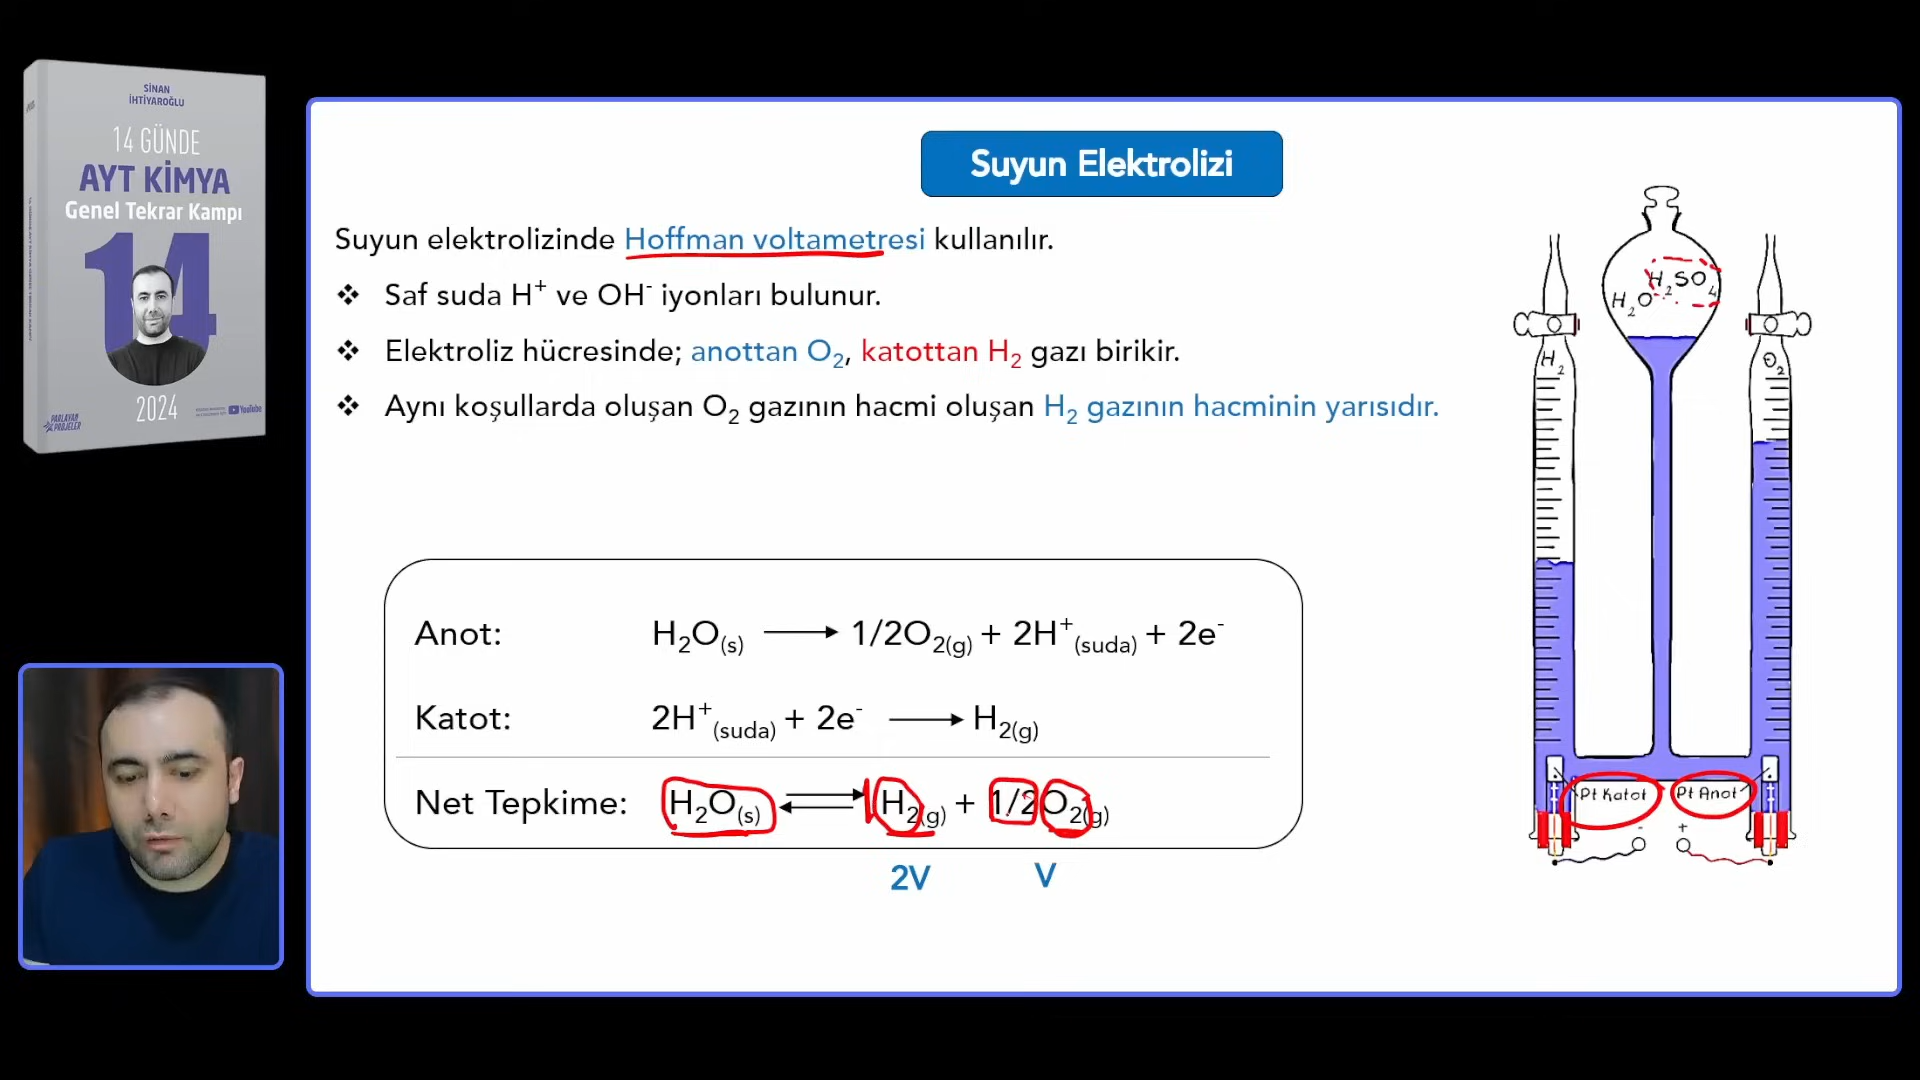 SİNAN
İHTİYAROĞLU
14 GÜNDE
AYT KİMYA
Genel Tekrar Kampı
14
2024
PARLAYAN
PROJELER
YouTube
Suyun Elektrolizi
Suyun elektrolizinde Hoffman voltametresi kullanılır.
❖ Saf suda H⁺ ve OH⁻ iyonları bulunur.
❖ Elektroliz hücresinde; anottan O₂, katottan H₂ gazı birikir.
❖ Aynı koşullarda oluşan O₂ gazının hacmi oluşan H₂ gazının hacminin yarısıdır.
Anot: H₂O(s) ⟶ 1/2O₂(g) + 2H⁺(suda) + 2e⁻
Katot: 2H⁺(suda) + 2e⁻ ⟶ H₂(g)
Net Tepkime: H₂O(s) ⇌ H₂(g) + 1/2O₂(g)
2V V
H₂SO₄
H₂O
H₂
O₂
Pt Katot
Pt Anot
- +